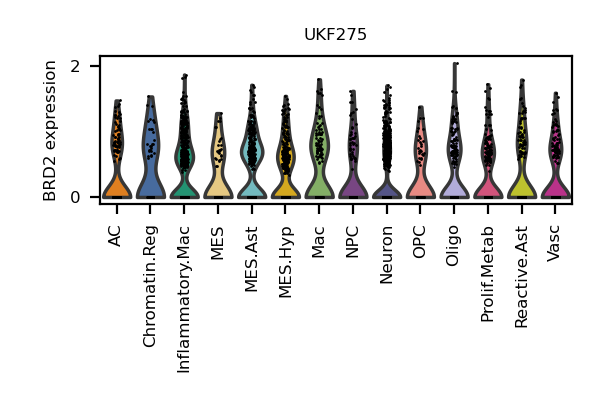 UKF275
BRD2 expression
2
0
AC
Chromatin.Reg
Inflammatory.Mac
MES
MES.Ast
MES.Hyp
Mac
NPC
Neuron
OPC
Oligo
Prolif.Metab
Reactive.Ast
Vasc